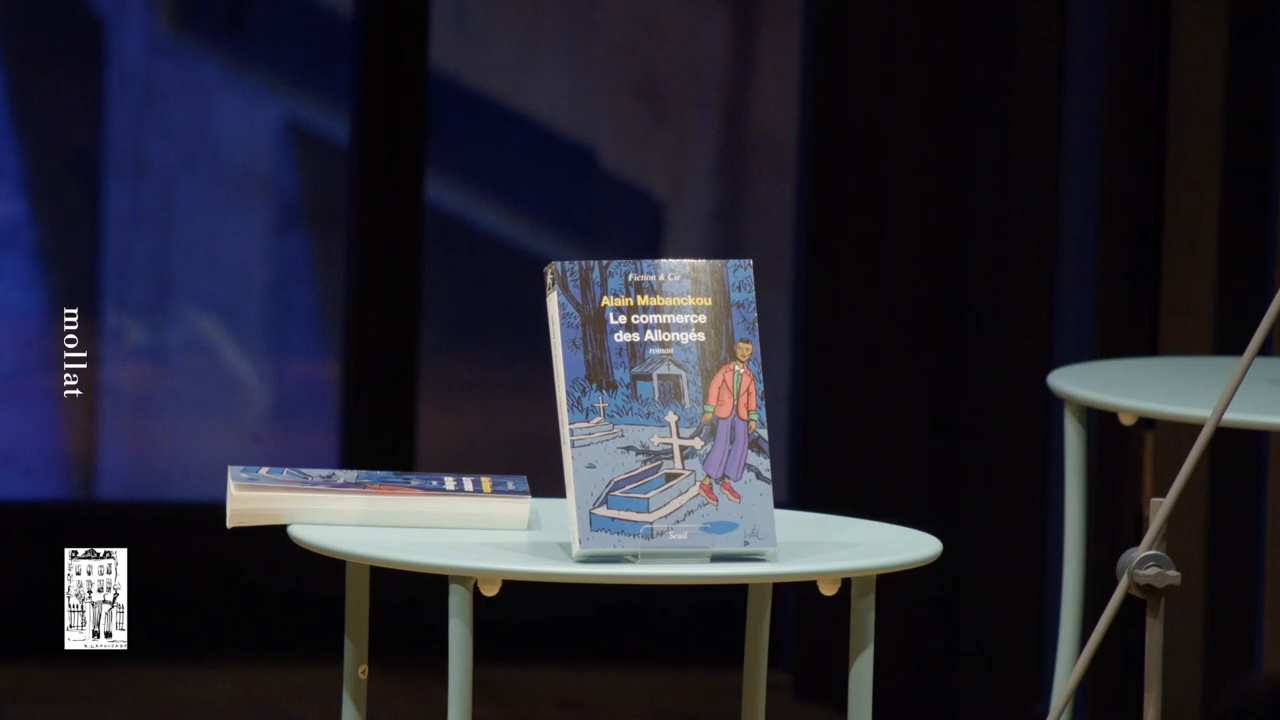 mollat
Fiction & Cie
Alain Mabanckou
Le commerce
des Allongés
roman
Seuil